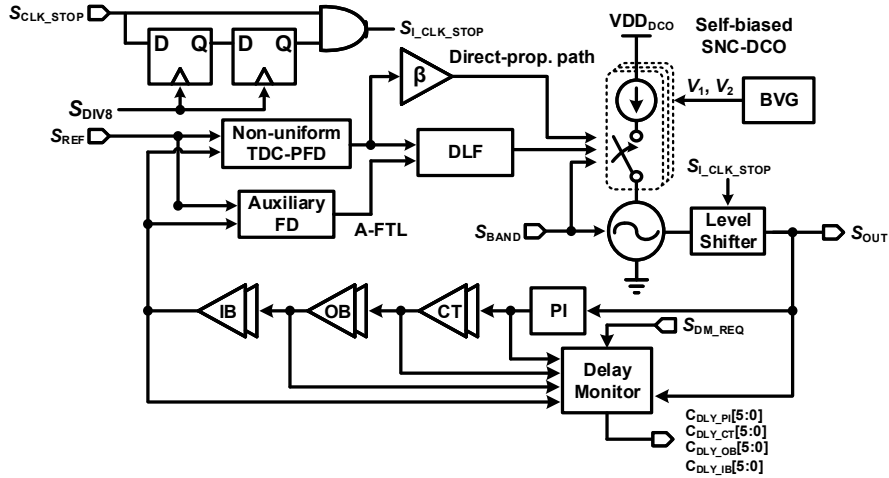 S_CLK_STOP
D Q
D Q
S_I_CLK_STOP
S_DIV8
S_REF
Non-uniform
TDC-PFD
β
Direct-prop. path
DLF
Auxiliary
FD
A-FTL
VDD_DCO
Self-biased
SNC-DCO
V1, V2
BVG
S_I_CLK_STOP
S_BAND
Level
Shifter
S_OUT
IB
OB
CT
PI
S_DM_REQ
Delay
Monitor
C_DLY_PI[5:0]
C_DLY_CT[5:0]
C_DLY_OB[5:0]
C_DLY_IB[5:0]